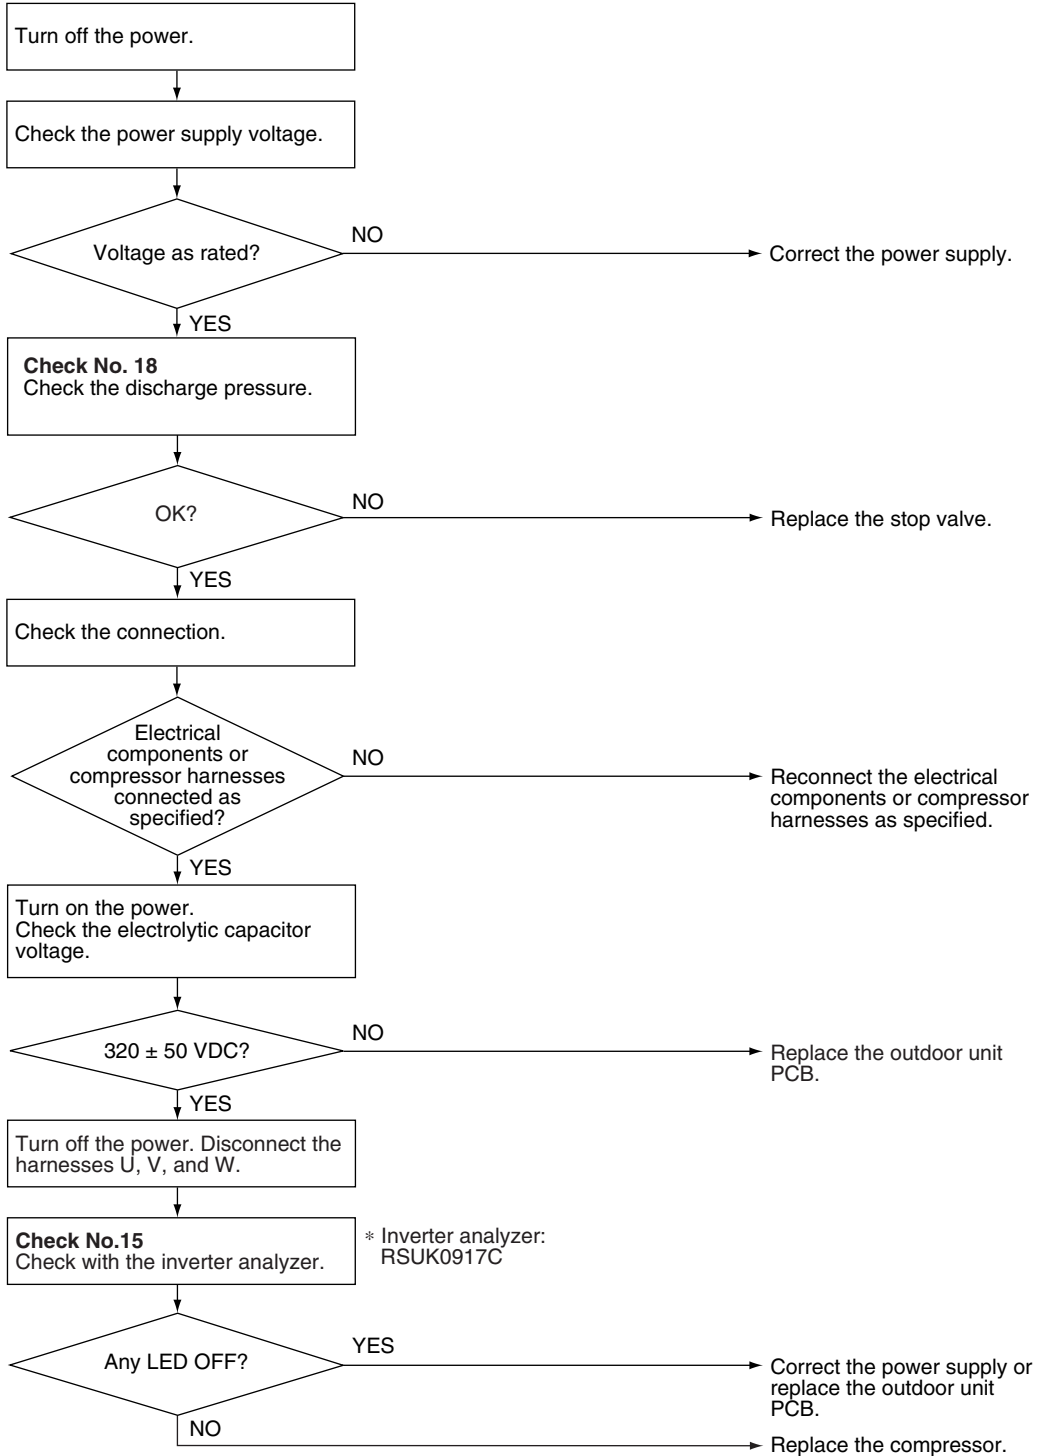 Turn off the power.
Check the power supply voltage.
Voltage as rated?
NO
Correct the power supply.
YES
Check No. 18
Check the discharge pressure.
OK?
NO
Replace the stop valve.
YES
Check the connection.
Electrical
components or
compressor harnesses
connected as
specified?
NO
Reconnect the electrical
components or compressor
harnesses as specified.
YES
Turn on the power.
Check the electrolytic capacitor
voltage.
320 ± 50 VDC?
NO
Replace the outdoor unit
PCB.
YES
Turn off the power. Disconnect the
harnesses U, V, and W.
Check No.15
Check with the inverter analyzer.
* Inverter analyzer:
RSUK0917C
Any LED OFF?
YES
Correct the power supply or
replace the outdoor unit
PCB.
NO
Replace the compressor.